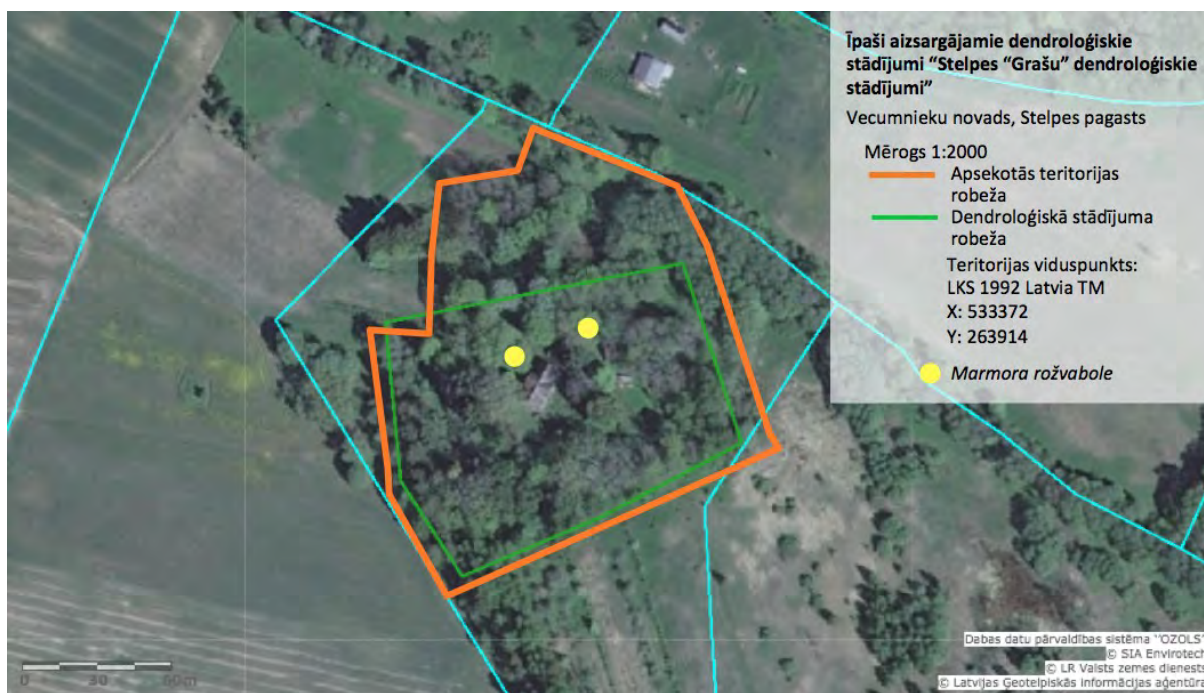 Īpaši aizsargājamie dendroloģiskie
stādījumi “Stelpes “Grašu” dendroloģiskie
stādījumi”
Vecumnieku novads, Stelpes pagasts
Mērogs 1:2000
Apsekotās teritorijas
robeža
Dendroloģiskā stādījuma
robeža
Teritorijas viduspunkts:
LKS 1992 Latvia TM
X: 533372
Y: 263914
Marmora rožvabole
Dabas datu pārvaldības sistēma "OZOLS"
© SIA Envirotech
© LR Valsts zemes dienests
© Latvijas Ģeotelpiskās informācijas aģentūra
0 30 60m